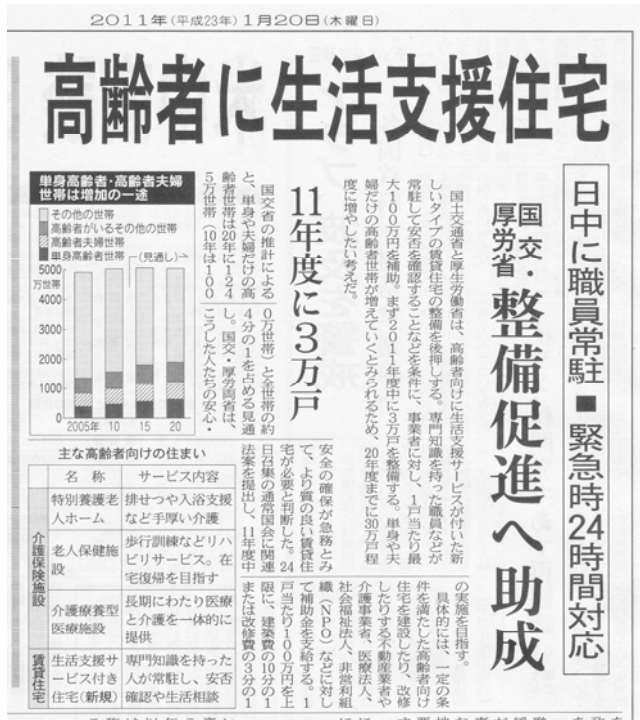 2011年(平成23年)1月20日(木曜日)
高齢者に生活支援住宅
日中に職員常駐■緊急時24時間対応
国交・
厚労省
整備促進へ助成
11年度に3万戸
国土交通省と厚生労働省は、高齢者向けに生活支援サービスが付いた新
しいタイプの賃貸住宅の整備を後押しする。専門知識を持った職員などが
常駐して安否を確認することなどを条件に、事業者に対し、1戸当たり最
大100万円を補助。まず2011年度中に3万戸を整備する。単身や夫
婦だけの高齢者世帯が増えていくとみられるため、20年度までに30万戸程
度に増やしたい考えだ。
国交省の推計による
と、単身や夫婦だけの高
齢者世帯は20年に124
5万世帯(10年は100
0万世帯)と全世帯の約
4分の1を占める見通
し。国交・厚労両省は、
こうした人たちの安心・
安全の確保が急務とみ
て、より質の良い賃貸住
宅が必要と判断した。24
日召集の通常国会に関連
法案を提出し、11年度中
の実施を目指す。
具体的には、一定の条
件を満たした高齢者向け
住宅を建設したり、改修
したりする不動産業者や
介護事業者、医療法人、
社会福祉法人、非営利組
織(NPO)などに対し
て補助金を支給する。1
戸当たり100万円を上
限に、建築費の10分の1
または改修費の3分の1
単身高齢者・高齢者夫婦
世帯は増加の一途
その他の世帯
高齢者がいるその他の世帯
高齢者夫婦世帯
単身高齢者世帯
5000
万世帯
(見通し)
4000
3000
2000
1000
0
2005年 10 15 20
主な高齢者向けの住まい
名称 サービス内容
介護保険施設
特別養護老人ホーム 排せつや入浴支援など手厚い介護
老人保健施設 歩行訓練などリハビリサービス。在宅復帰を目指す
介護療養型医療施設 長期にわたり医療と介護を一体的に提供
賃貸住宅
生活支援サービス付き住宅(新規) 専門知識を持った人が常駐し、安否確認や生活相談